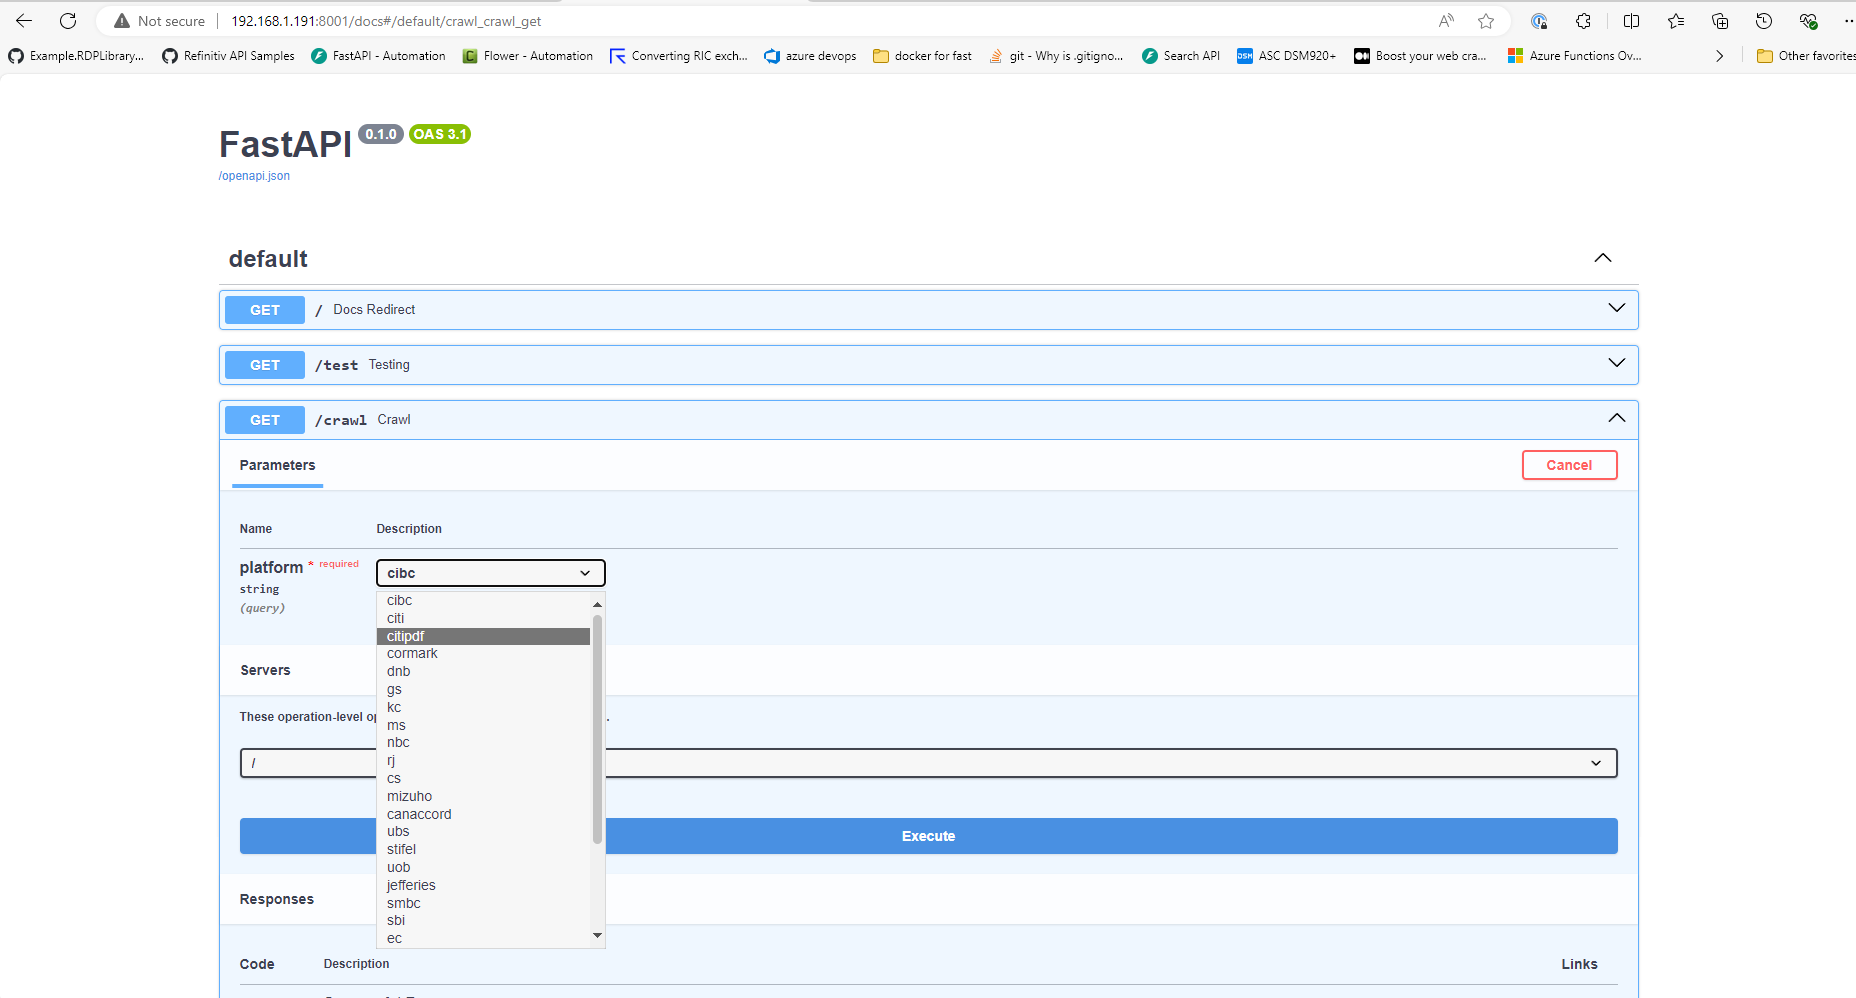 Not secure 192.168.1.191:8001/docs#/default/crawl_crawl_get
Example.RDPLibrary... Refinitiv API Samples FastAPI - Automation Flower - Automation Converting RIC exch... azure devops docker for fast git - Why is .gitigno... Search API ASC DSM920+ Boost your web cra... Azure Functions Ov... Other favorites
FastAPI 0.1.0 OAS 3.1
/openapi.json
default
GET / Docs Redirect
GET /test Testing
GET /crawl Crawl
Parameters Cancel
Name Description
platform * required
string
(query)
cibc
cibc
citi
citipdf
cormark
dnb
gs
kc
ms
nbc
rj
cs
mizuho
canaccord
ubs
stifel
uob
jefferies
smbc
sbi
ec
Servers
These operation-level op
/
Execute
Responses
Code Description Links